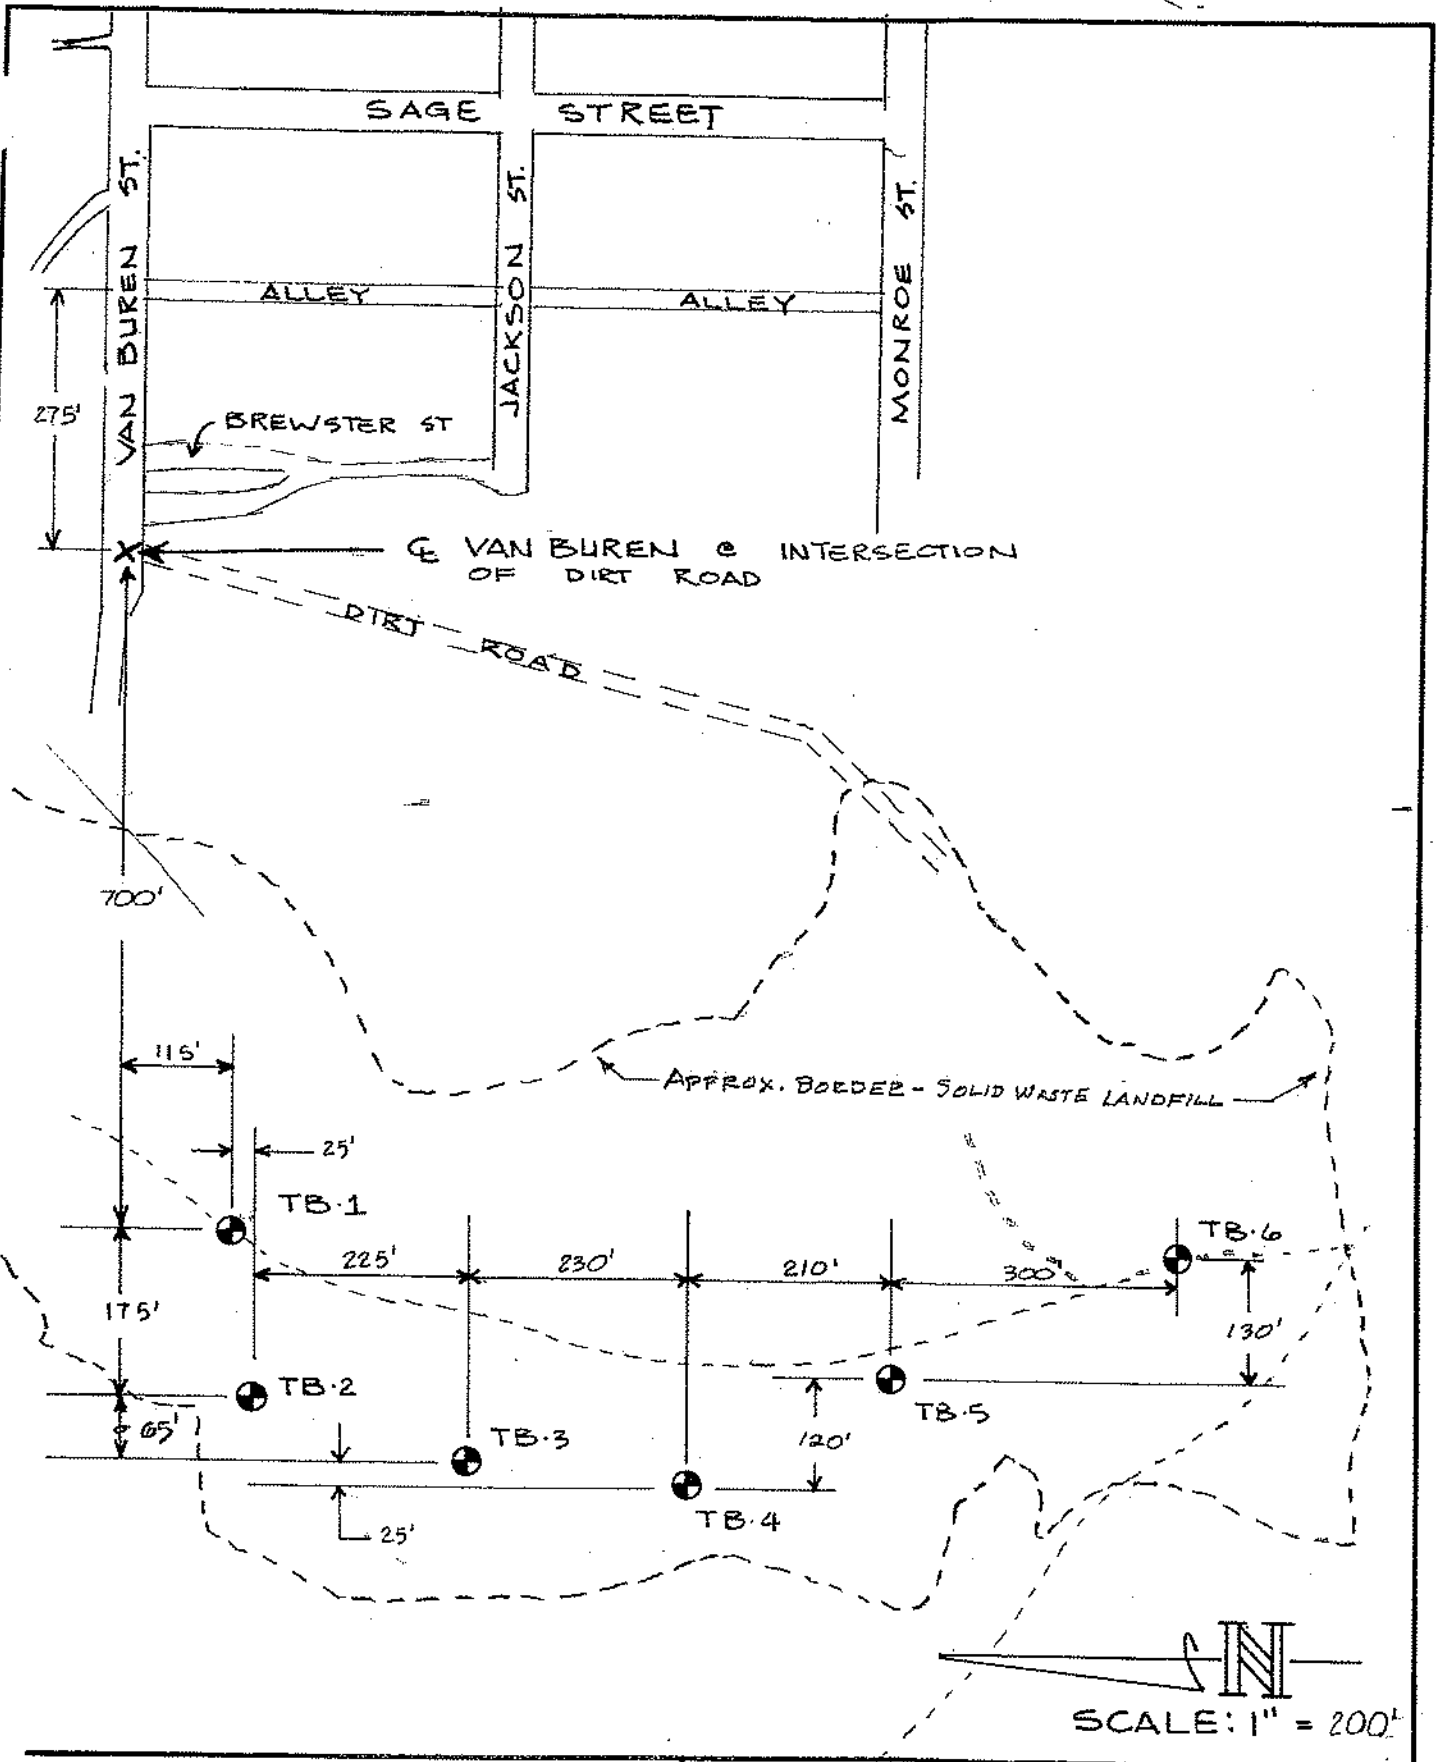 SAGE STREET
VAN BUREN ST.
JACKSON ST.
MONROE ST.
ALLEY
ALLEY
275'
BREWSTER ST
X
℄ VAN BUREN @ INTERSECTION
OF DIRT ROAD
DIRT ROAD
700'
115'
APPROX. BORDER - SOLID WASTE LANDFILL
25'
TB·1
TB·6
225'
230'
210'
300'
175'
130'
TB·2
TB·5
65'
TB·3
120'
TB·4
25'
N
SCALE: 1" = 200'